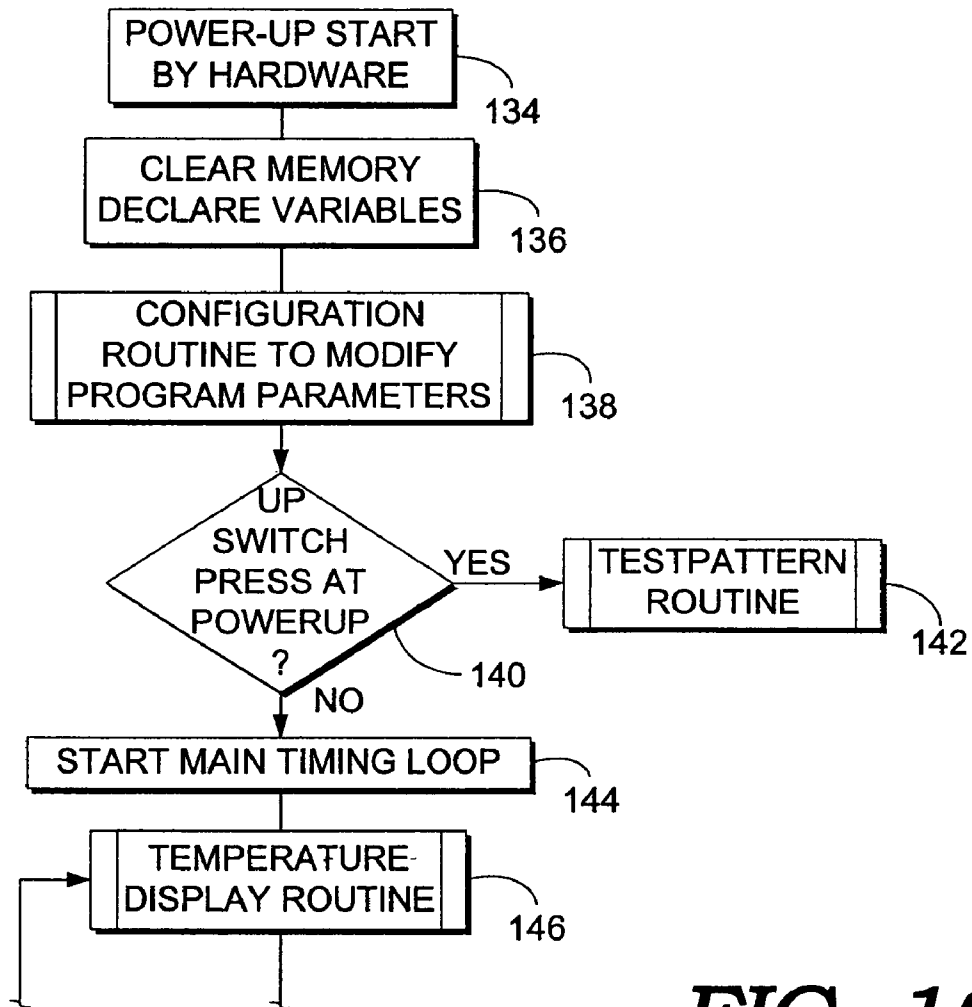 POWER-UP START
BY HARDWARE
134
CLEAR MEMORY
DECLARE VARIABLES
136
CONFIGURATION
ROUTINE TO MODIFY
PROGRAM PARAMETERS
138
UP
SWITCH
PRESS AT
POWERUP
?
YES
TESTPATTERN
ROUTINE
142
140
NO
START MAIN TIMING LOOP
144
TEMPERATURE
DISPLAY ROUTINE
146